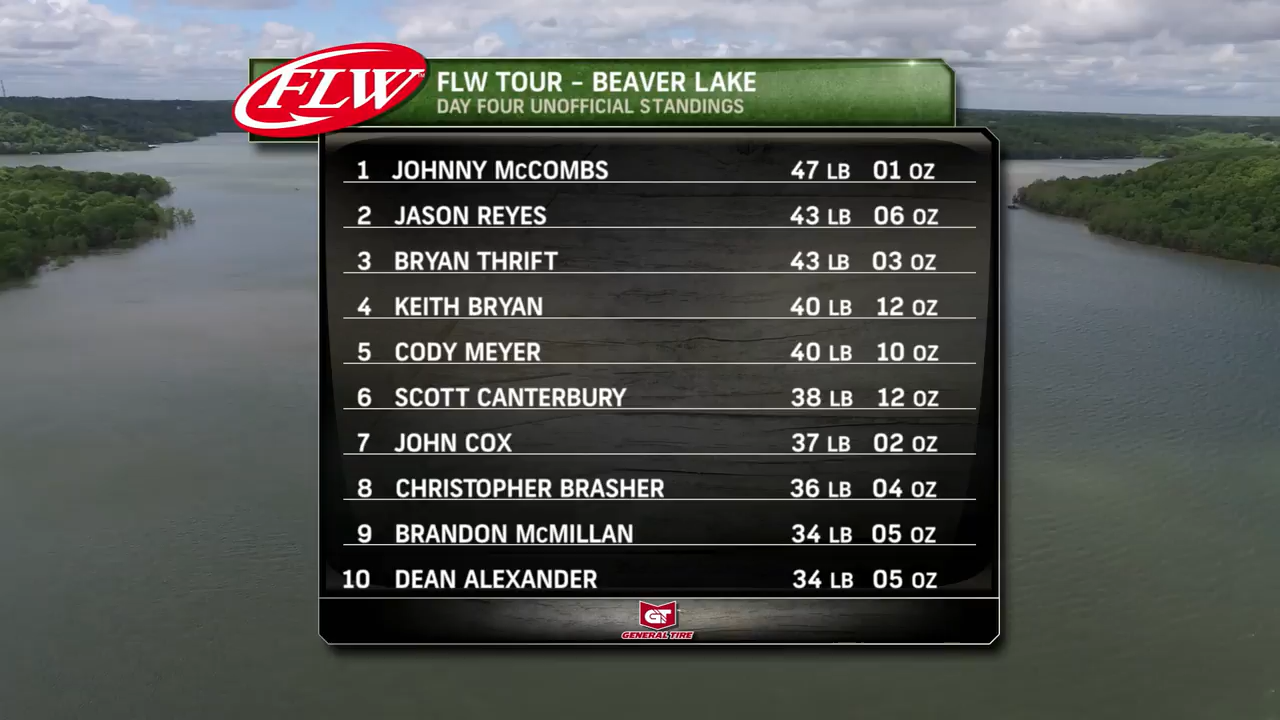 FLW
FLW TOUR – BEAVER LAKE
DAY FOUR UNOFFICIAL STANDINGS
1 JOHNNY McCOMBS 47 LB 01 OZ
2 JASON REYES 43 LB 06 OZ
3 BRYAN THRIFT 43 LB 03 OZ
4 KEITH BRYAN 40 LB 12 OZ
5 CODY MEYER 40 LB 10 OZ
6 SCOTT CANTERBURY 38 LB 12 OZ
7 JOHN COX 37 LB 02 OZ
8 CHRISTOPHER BRASHER 36 LB 04 OZ
9 BRANDON McMILLAN 34 LB 05 OZ
10 DEAN ALEXANDER 34 LB 05 OZ
GT
GENERAL TIRE